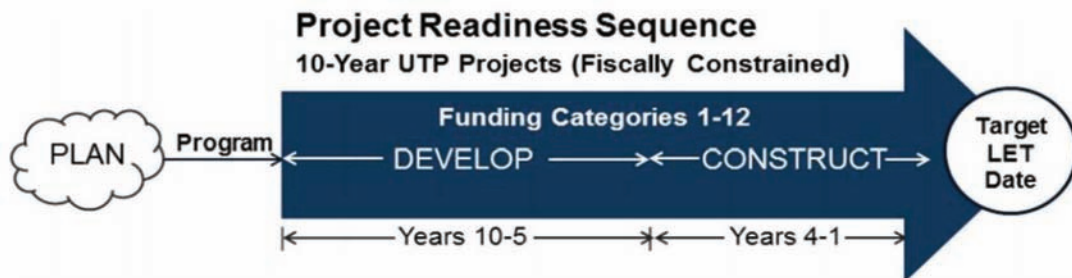 Project Readiness Sequence
10-Year UTP Projects (Fiscally Constrained)
Funding Categories 1-12
PLAN
Program
DEVELOP
CONSTRUCT
Target
LET
Date
Years 10-5
Years 4-1